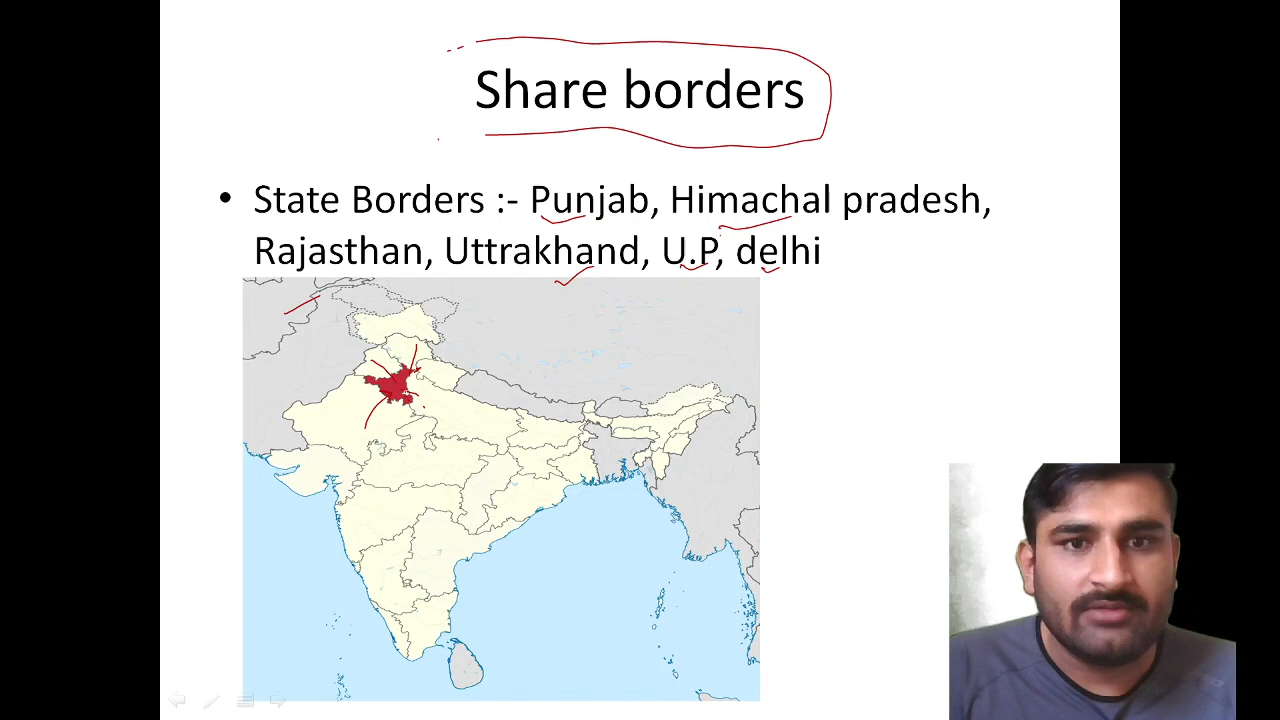 Share borders
• State Borders :- Punjab, Himachal pradesh,
Rajasthan, Uttrakhand, U.P, delhi